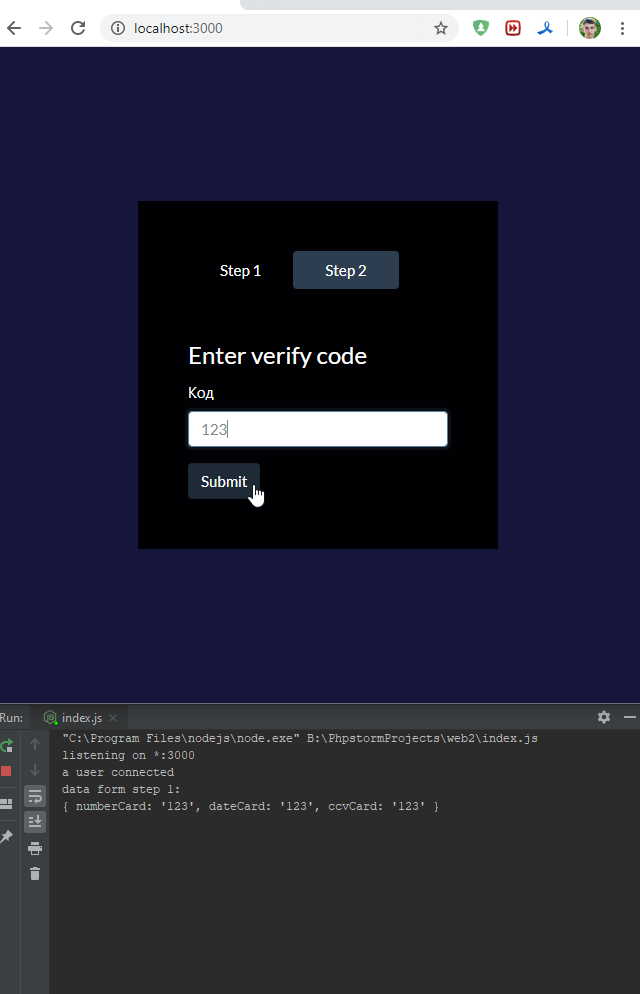 localhost:3000
Step 1
Step 2
Enter verify code
Код
123
Submit
Run:
index.js
"C:\Program Files\nodejs\node.exe" B:\PhpstormProjects\web2\index.js
listening on *:3000
a user connected
data form step 1:
{ numberCard: '123', dateCard: '123', ccvCard: '123' }